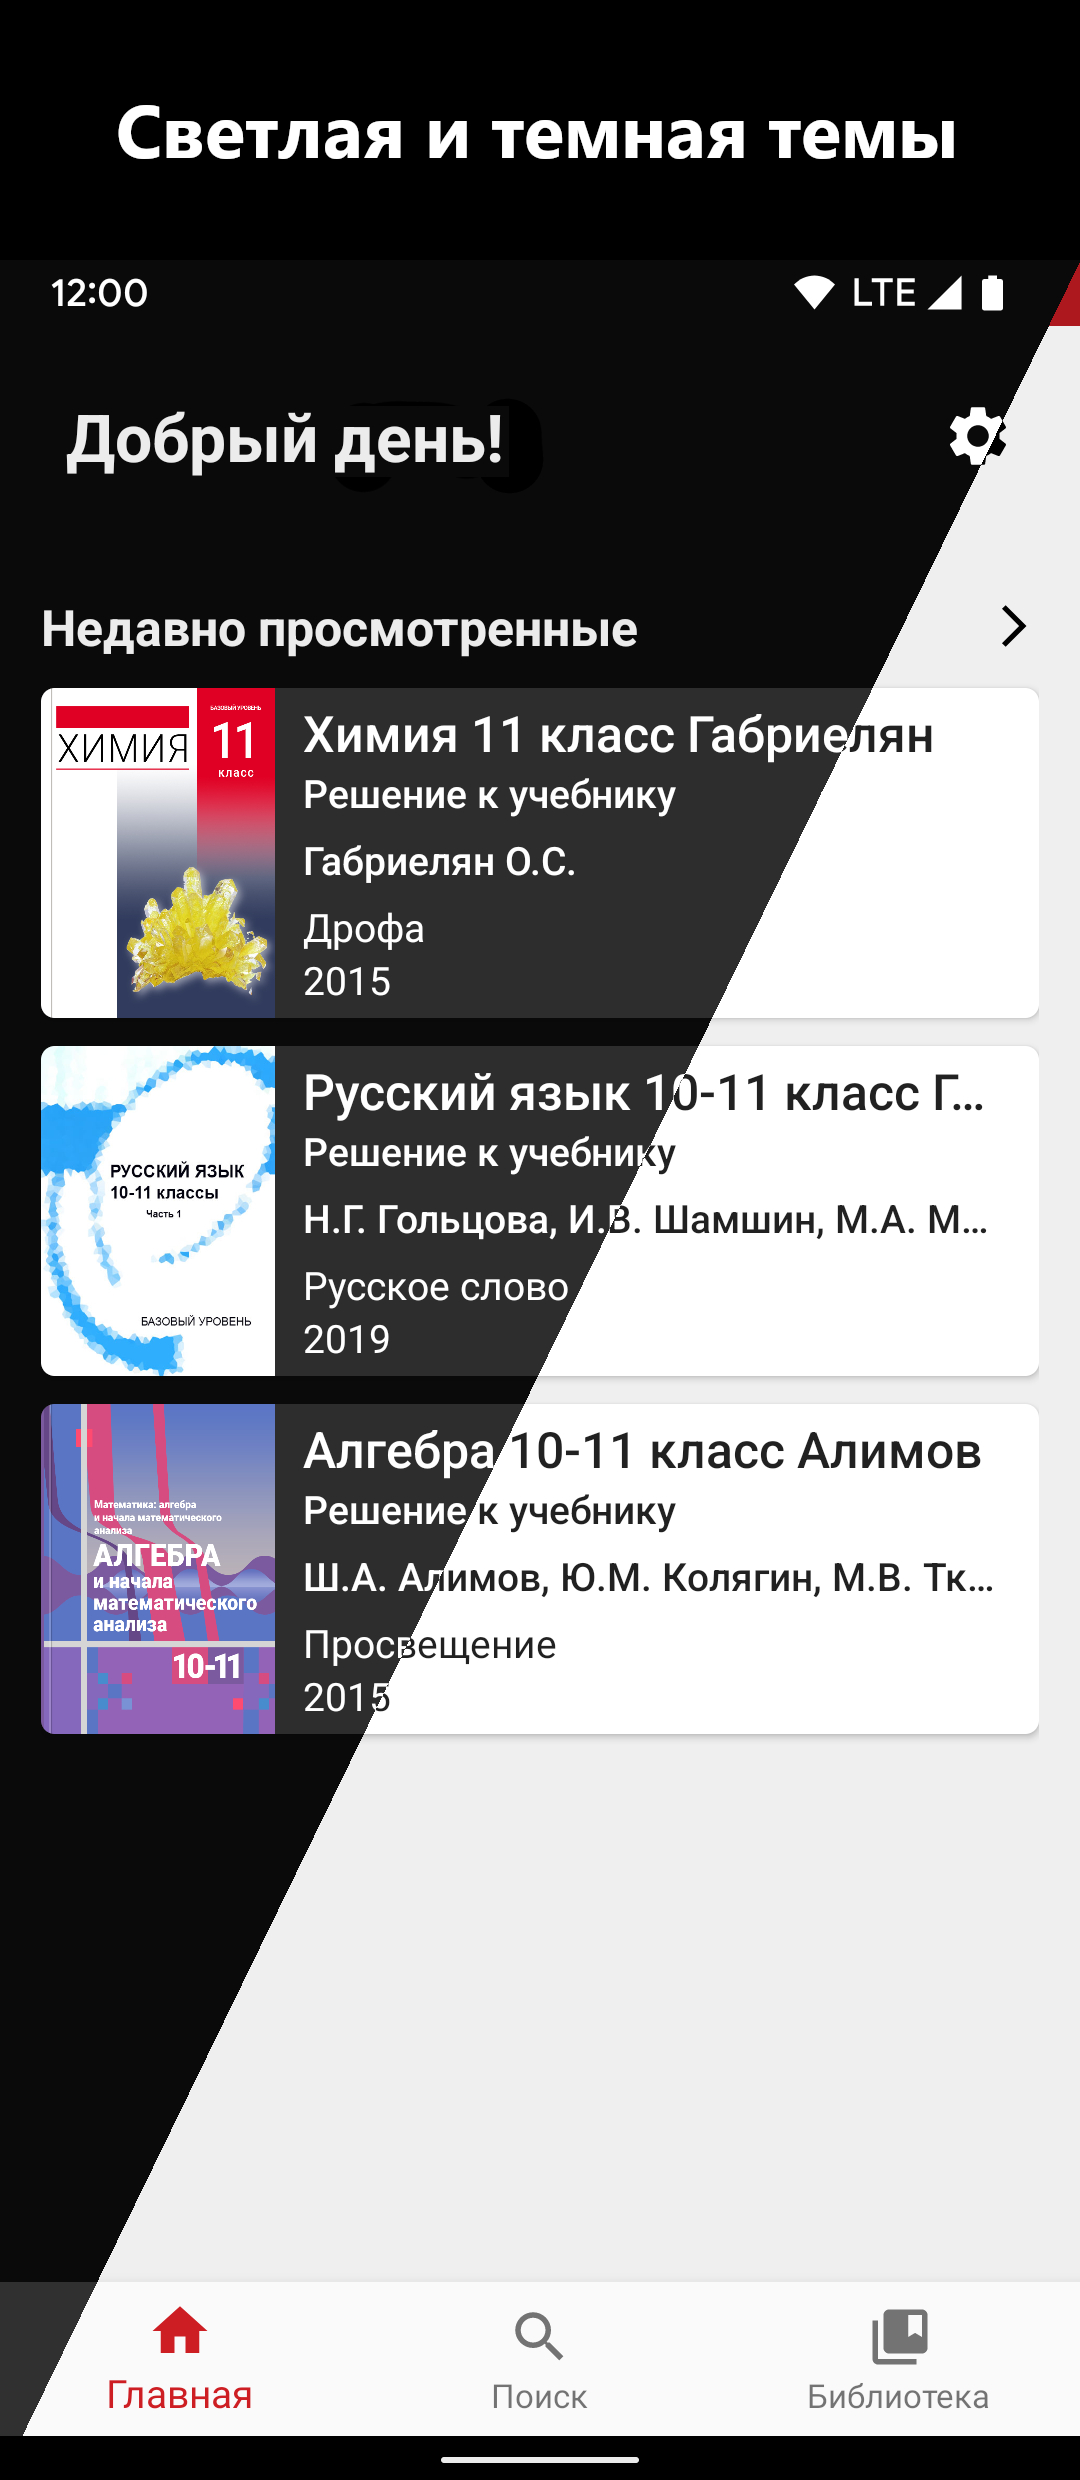 Светлая и темная темы
12:00
LTE
Добрый день!
Недавно просмотренные
ХИМИЯ
БАЗОВЫЙ УРОВЕНЬ
11
класс
Химия 11 класс Габриелян
Решение к учебнику
Габриелян О.С.
Дрофа
2015
РУССКИЙ ЯЗЫК
10-11 классы
Часть 1
БАЗОВЫЙ УРОВЕНЬ
Русский язык 10-11 класс Г...
Решение к учебнику
Н.Г. Гольцова, И.В. Шамшин, М.А. М...
Русское слово
2019
Математика: алгебра
и начала математического
анализа
АЛГЕБРА
и начала
математического
анализа
10-11
Алгебра 10-11 класс Алимов
Решение к учебнику
Ш.А. Алимов, Ю.М. Колягин, М.В. Тк...
Просвещение
2015
Главная
Поиск
Библиотека